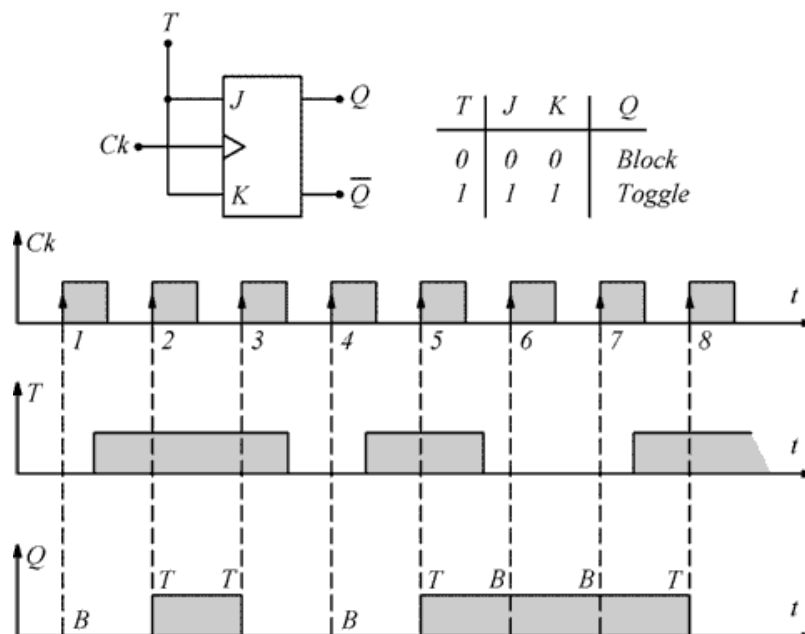 T
J
Q
Ck
K
Q̅
T J K Q
0 0 0 Block
1 1 1 Toggle
Ck
t
1 2 3 4 5 6 7 8
T
t
Q
T T T B B T
t
B B